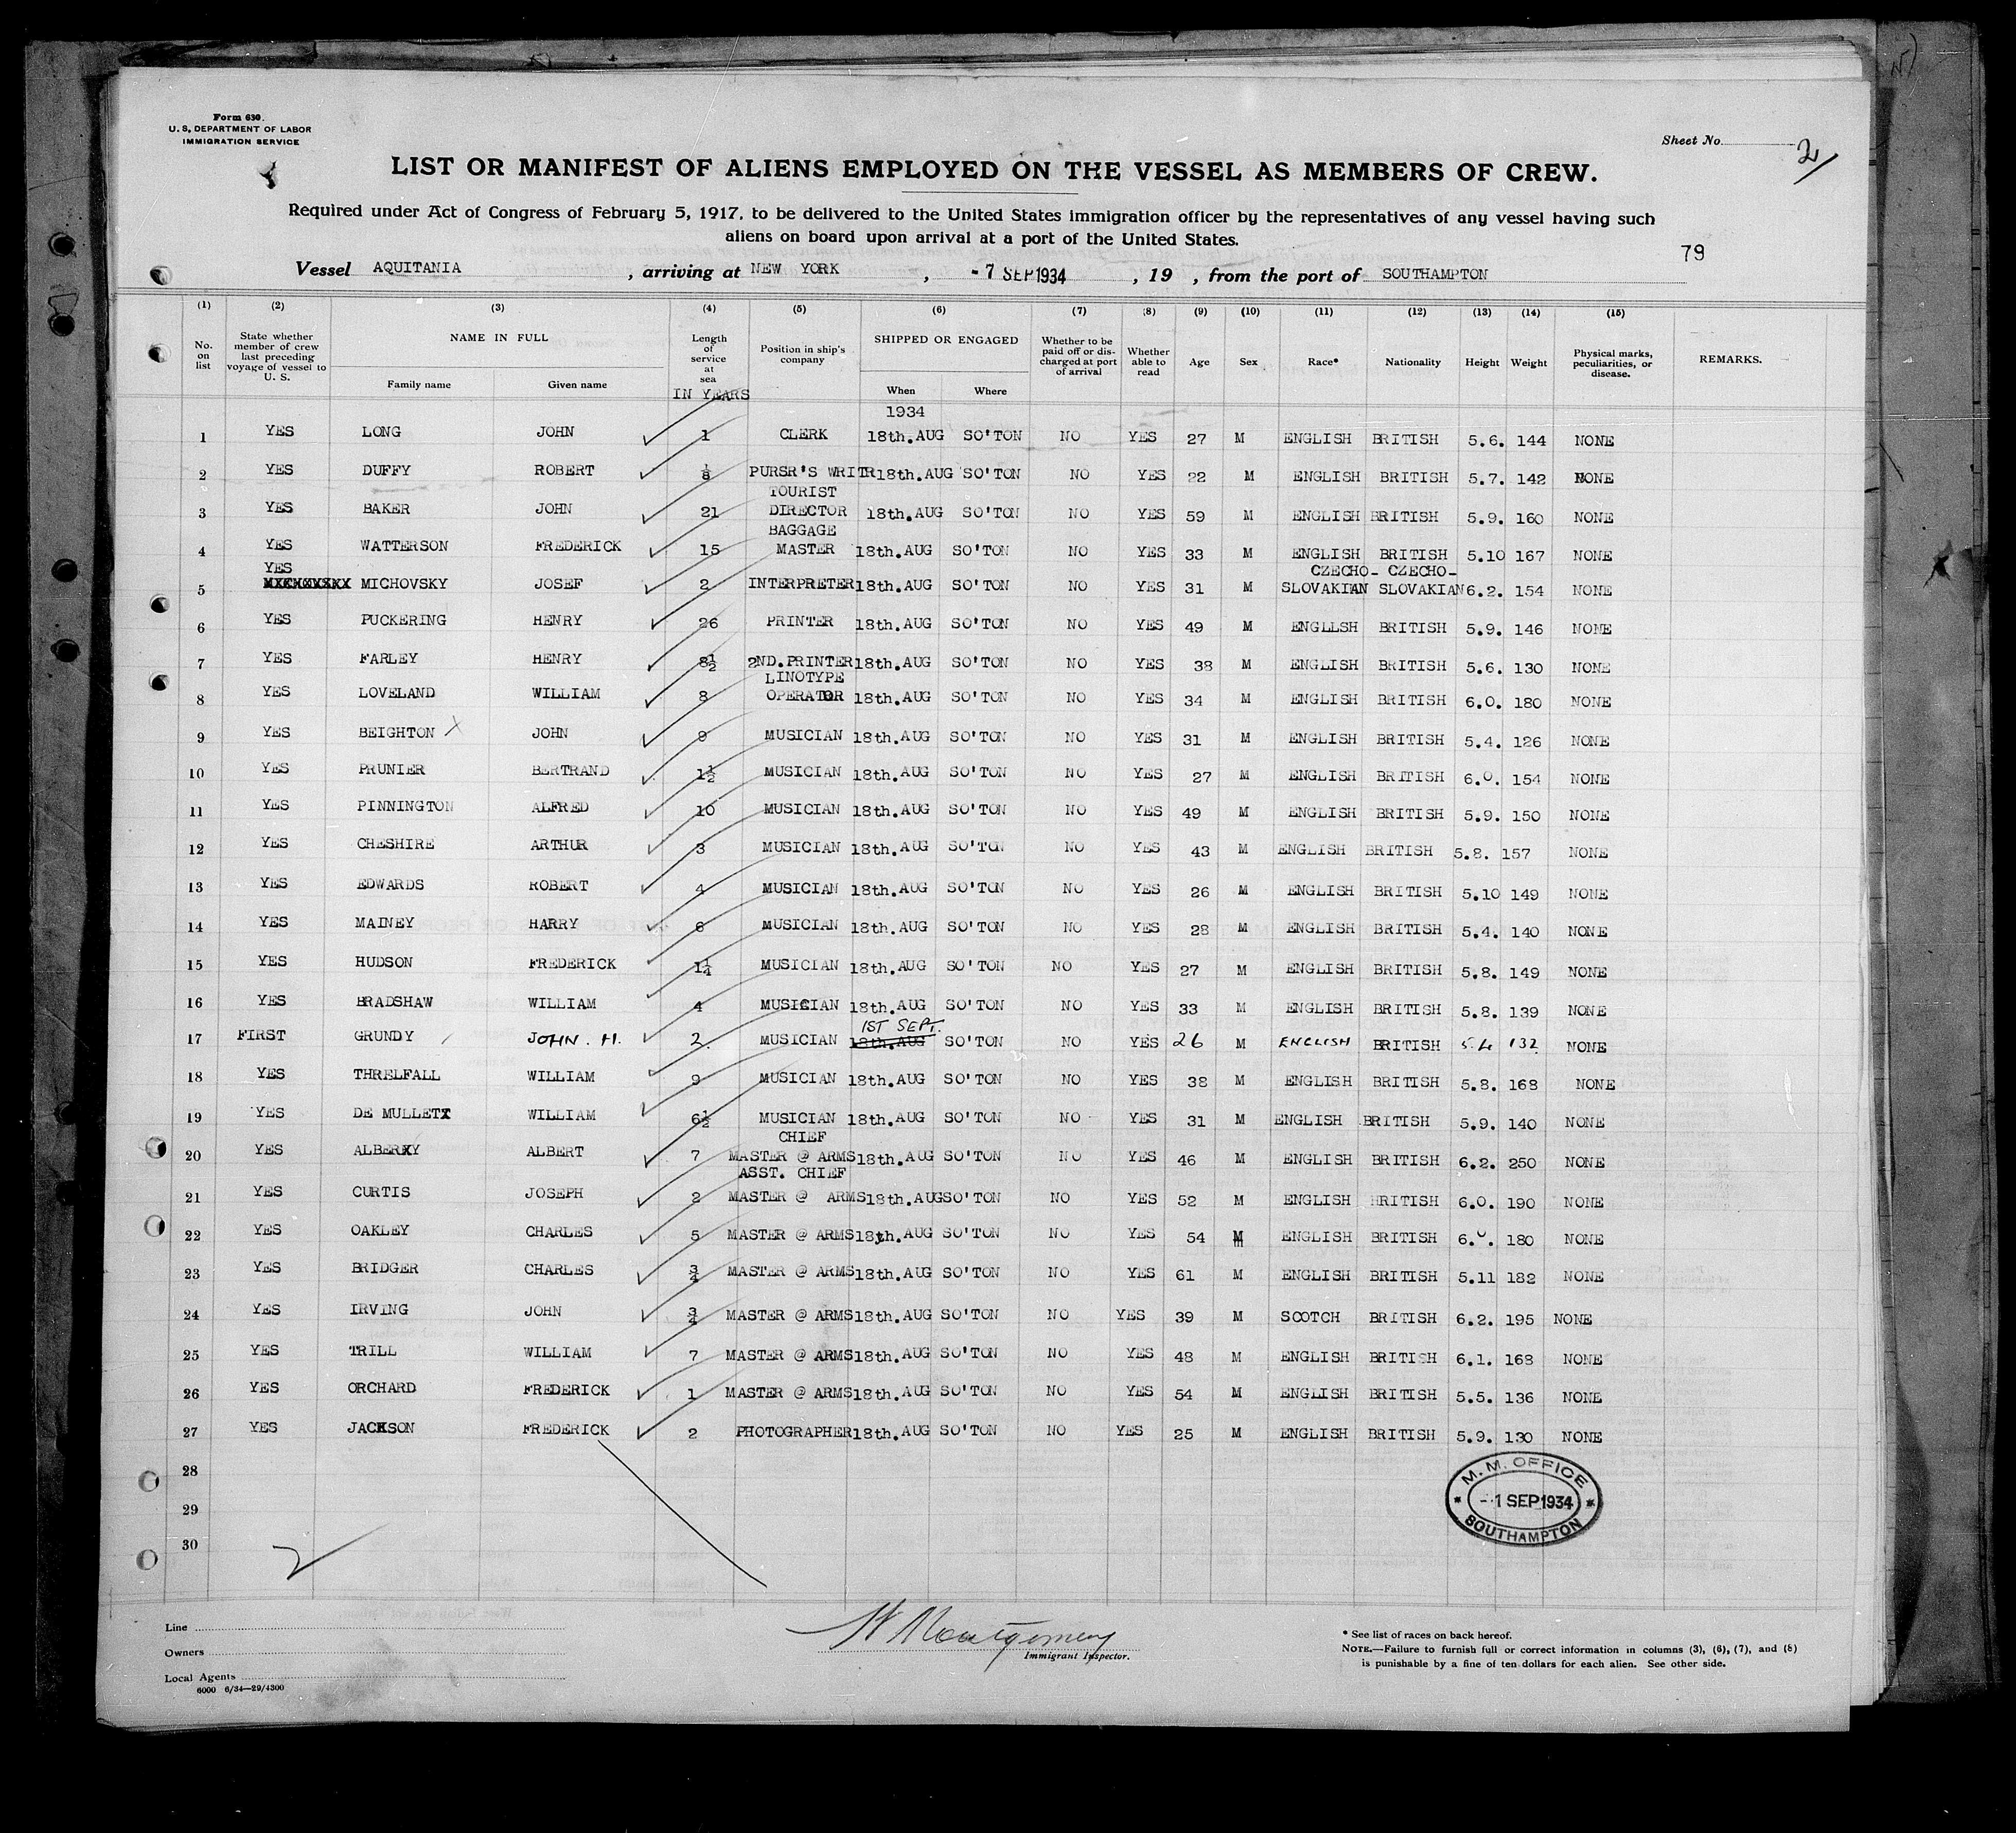 Form 630.
U. S. DEPARTMENT OF LABOR
IMMIGRATION SERVICE
Sheet No. 2
LIST OR MANIFEST OF ALIENS EMPLOYED ON THE VESSEL AS MEMBERS OF CREW.
Required under Act of Congress of February 5, 1917, to be delivered to the United States immigration officer by the representatives of any vessel having such
aliens on board upon arrival at a port of the United States.
79
Vessel AQUITANIA, arriving at NEW YORK, -7 SEP 1934, 19 , from the port of SOUTHAMPTON
(1) (2) (3) (4) (5) (6) (7) (8) (9) (10) (11) (12) (13) (14) (15)
No. on list | State whether member of crew last preceding voyage of vessel to U. S. | NAME IN FULL Family name Given name | Length of service at sea IN YEARS | Position in ship's company | SHIPPED OR ENGAGED When Where | Whether to be paid off or discharged at port of arrival | Whether able to read | Age | Sex | Race* | Nationality | Height | Weight | Physical marks, peculiarities, or disease. | REMARKS.
1934
1 YES LONG JOHN 1 CLERK 18th.AUG SO'TON NO YES 27 M ENGLISH BRITISH 5.6. 144 NONE
2 YES DUFFY ROBERT 1/8 PURSR'S WRITR 18th.AUG SO'TON NO YES 22 M ENGLISH BRITISH 5.7. 142 NONE
3 YES BAKER JOHN 21 TOURIST DIRECTOR 18th.AUG SO'TON NO YES 59 M ENGLISH BRITISH 5.9. 160 NONE
4 YES WATTERSON FREDERICK 15 BAGGAGE MASTER 18th.AUG SO'TON NO YES 33 M ENGLISH BRITISH 5.10 167 NONE
5 YES MICHOVSKY JOSEF 2 INTERPRETER 18th.AUG SO'TON NO YES 31 M CZECHO-SLOVAKIAN CZECHO-SLOVAKIAN 6.2. 154 NONE
6 YES PUCKERING HENRY 26 PRINTER 18th.AUG SO'TON NO YES 49 M ENGLLSH BRITISH 5.9. 146 NONE
7 YES FARLEY HENRY 8½ 2ND.PRINTER 18th.AUG SO'TON NO YES 38 M ENGLISH BRITISH 5.6. 130 NONE
8 YES LOVELAND WILLIAM 8 LINOTYPE OPERATOR 18th.AUG SO'TON NO YES 34 M ENGLISH BRITISH 6.0. 180 NONE
9 YES BEIGHTON X JOHN 9 MUSICIAN 18th.AUG SO'TON NO YES 31 M ENGLISH BRITISH 5.4. 126 NONE
10 YES PRUNIER BERTRAND 1½ MUSICIAN 18th.AUG SO'TON NO YES 27 M ENGLISH BRITISH 6.0. 154 NONE
11 YES PINNINGTON ALFRED 10 MUSICIAN 18th.AUG SO'TON NO YES 49 M ENGLISH BRITISH 5.9. 150 NONE
12 YES CHESHIRE ARTHUR 3 MUSICIAN 18th.AUG SO'TON NO YES 43 M ENGLISH BRITISH 5.8. 157 NONE
13 YES EDWARDS ROBERT 4 MUSICIAN 18th.AUG SO'TON NO YES 26 M ENGLISH BRITISH 5.10 149 NONE
14 YES MAINEY HARRY 6 MUSICIAN 18th.AUG SO'TON NO YES 28 M ENGLISH BRITISH 5.4. 140 NONE
15 YES HUDSON FREDERICK 1¼ MUSICIAN 18th.AUG SO'TON NO YES 27 M ENGLISH BRITISH 5.8. 149 NONE
16 YES BRADSHAW WILLIAM 4 MUSICIAN 18th.AUG SO'TON NO YES 33 M ENGLISH BRITISH 5.8. 139 NONE
17 FIRST GRUNDY JOHN. H. 2. MUSICIAN 18th.AUG 1ST SEPT. SO'TON NO YES 26 M ENGLISH BRITISH 5.4 132 NONE
18 YES THRELFALL WILLIAM 9 MUSICIAN 18th.AUG SO'TON NO YES 38 M ENGLISH BRITISH 5.8. 168 NONE
19 YES DE MULLET WILLIAM 6½ MUSICIAN 18th.AUG SO'TON NO YES 31 M ENGLISH BRITISH 5.9. 140 NONE
20 YES ALBERY ALBERT 7 CHIEF MASTER @ ARMS 18th.AUG SO'TON NO YES 46 M ENGLISH BRITISH 6.2. 250 NONE
21 YES CURTIS JOSEPH 2 ASST. CHIEF MASTER @ ARMS 18th.AUG SO'TON NO YES 52 M ENGLISH BRITISH 6.0. 190 NONE
22 YES OAKLEY CHARLES 5 MASTER @ ARMS 18th.AUG SO'TON NO YES 54 M ENGLISH BRITISH 6.0. 180 NONE
23 YES BRIDGER CHARLES ¾ MASTER @ ARMS 18th.AUG SO'TON NO YES 61 M ENGLISH BRITISH 5.11 182 NONE
24 YES IRVING JOHN ¾ MASTER @ ARMS 18th.AUG SO'TON NO YES 39 M SCOTCH BRITISH 6.2. 195 NONE
25 YES TRILL WILLIAM 7 MASTER @ ARMS 18th.AUG SO'TON NO YES 48 M ENGLISH BRITISH 6.1. 168 NONE
26 YES ORCHARD FREDERICK 1 MASTER @ ARMS 18th.AUG SO'TON NO YES 54 M ENGLISH BRITISH 5.5. 136 NONE
27 YES JACKSON FREDERICK 2 PHOTOGRAPHER 18th.AUG SO'TON NO YES 25 M ENGLISH BRITISH 5.9. 130 NONE
28
29
30
M. M. OFFICE
-1 SEP 1934
SOUTHAMPTON
Line
Owners
Local Agents
6000 6/34—29/4300
H Montgomery
Immigrant Inspector.
* See list of races on back hereof.
NOTE.—Failure to furnish full or correct information in columns (3), (6), (7), and (8)
is punishable by a fine of ten dollars for each alien. See other side.